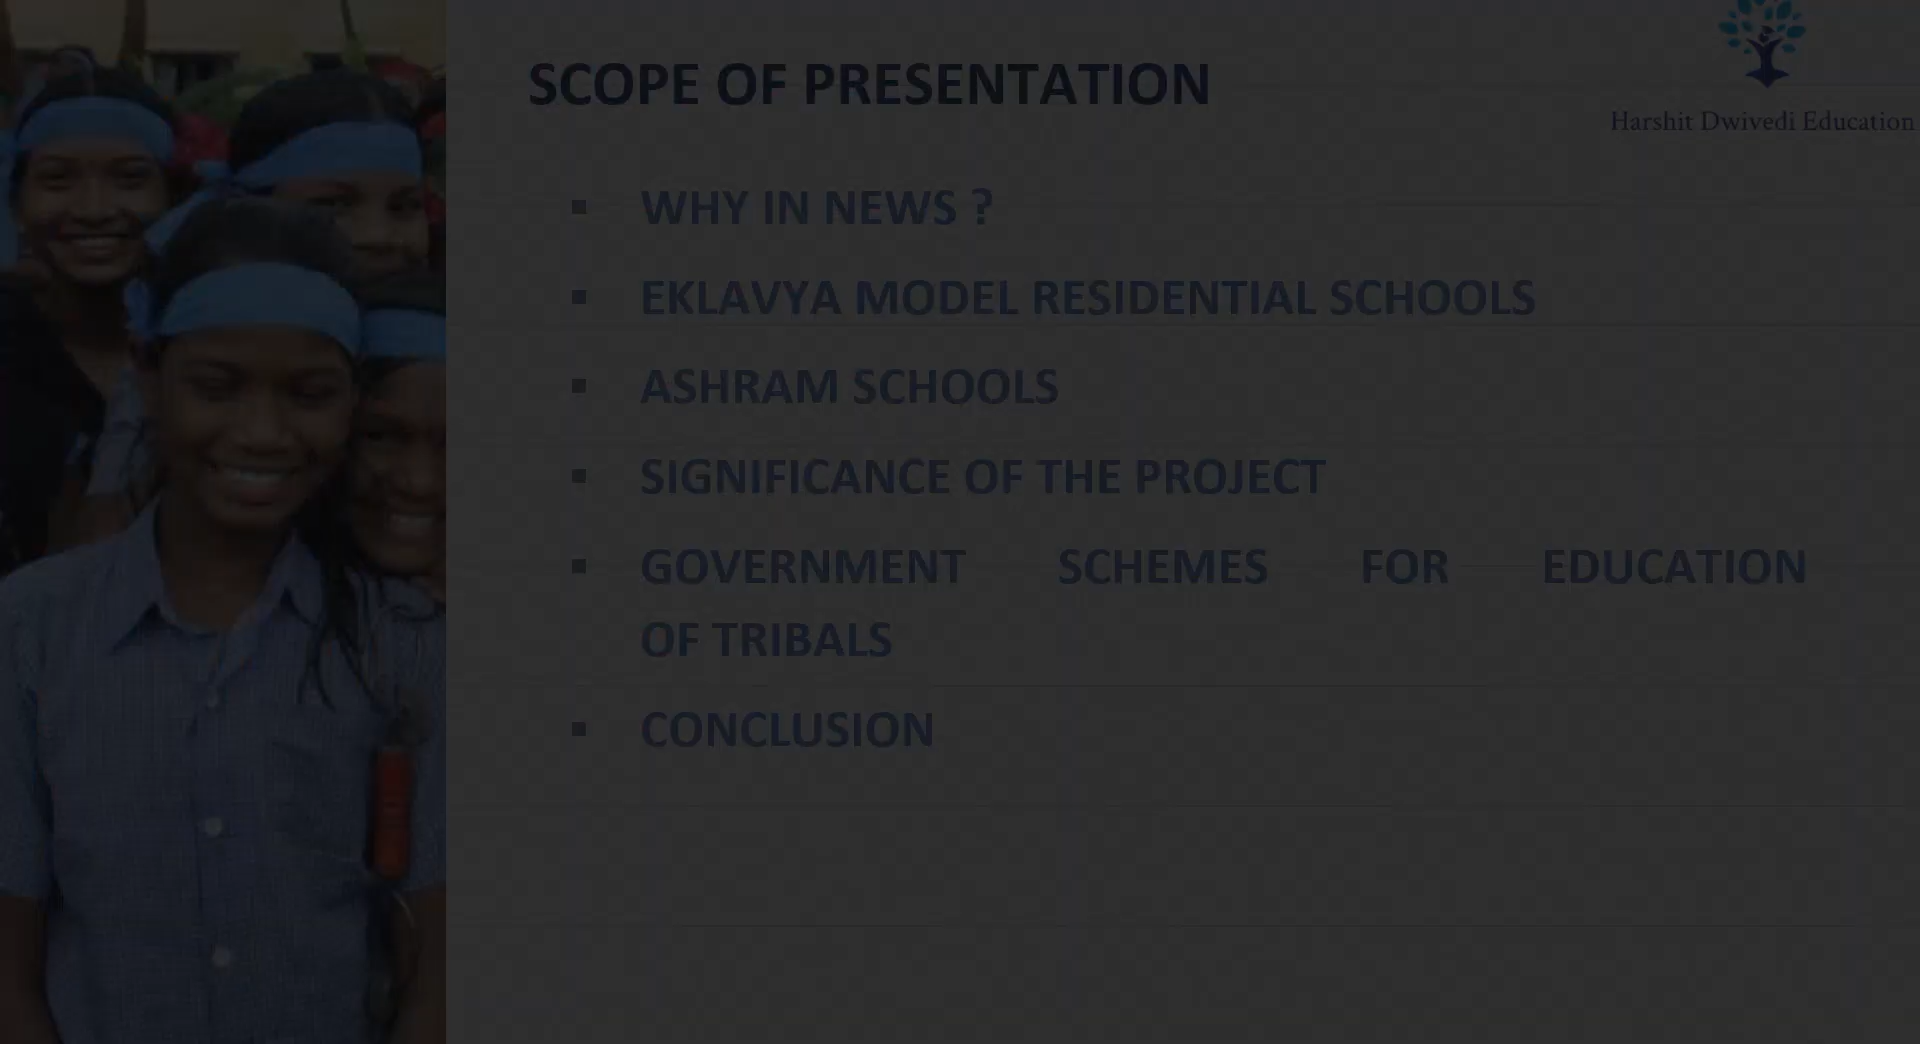 SCOPE OF PRESENTATION
Harshit Dwivedi Education
▪ WHY IN NEWS ?
▪ EKLAVYA MODEL RESIDENTIAL SCHOOLS
▪ ASHRAM SCHOOLS
▪ SIGNIFICANCE OF THE PROJECT
▪ GOVERNMENT SCHEMES FOR EDUCATION
OF TRIBALS
▪ CONCLUSION